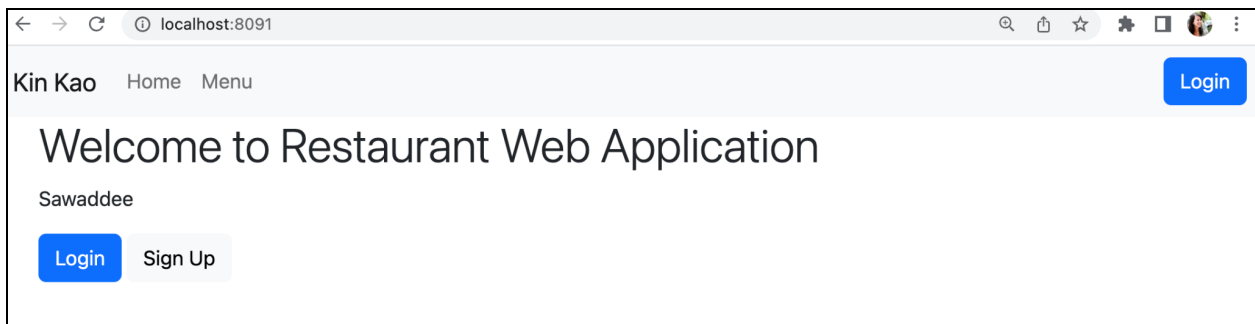 localhost:8091
Kin Kao Home Menu Login
Welcome to Restaurant Web Application
Sawaddee
Login Sign Up